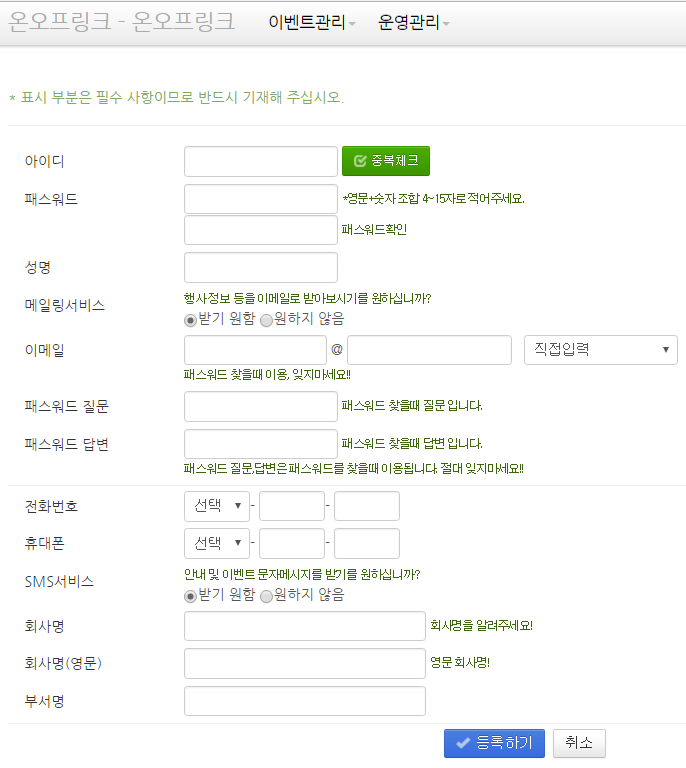 온오프링크 - 온오프링크 이벤트관리 운영관리
* 표시 부분은 필수 사항이므로 반드시 기재해 주십시오.
아이디 중복체크
패스워드 *영문+숫자 조합 4~15자로 적어주세요.
패스워드확인
성명
메일링서비스 행사정보 등을 이메일로 받아보시기를 원하십니까?
받기 원함 원하지 않음
이메일 @ 직접입력
패스워드 찾을때 이용, 잊지마세요!!
패스워드 질문 패스워드 찾을때 질문 입니다.
패스워드 답변 패스워드 찾을때 답변 입니다.
패스워드 질문,답변은 패스워드를 찾을때 이용됩니다. 절대 잊지마세요!!
전화번호 선택 - -
휴대폰 선택 - -
SMS서비스 안내 및 이벤트 문자메시지를 받기를 원하십니까?
받기 원함 원하지 않음
회사명 회사명을 알려주세요!
회사명(영문) 영문 회사명!
부서명
등록하기 취소